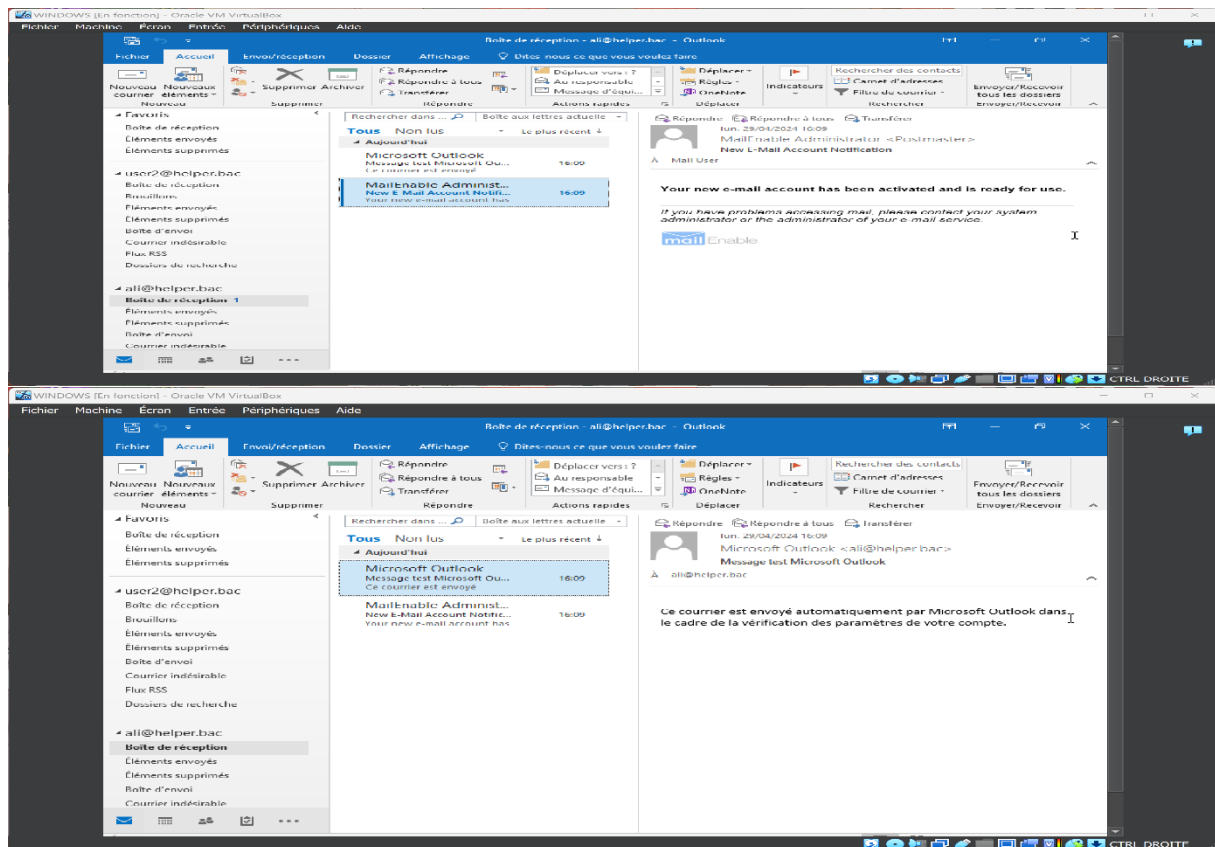 WINDOWS [En fonction] - Oracle VM VirtualBox
Fichier Machine Écran Entrée Périphériques Aide
Boîte de réception - ali@helper.bac - Outlook
Fichier Accueil Envoi/réception Dossier Affichage Dites-nous ce que vous voulez faire
Nouveau courrier
Nouveaux éléments
Supprimer Archiver
Répondre
Répondre à tous
Transférer
Déplacer vers : ?
Au responsable
Message d'équi...
Déplacer
Règles
OneNote
Indicateurs
Rechercher des contacts
Carnet d'adresses
Filtre de courrier
Envoyer/Recevoir
tous les dossiers
Nouveau Supprimer Répondre Actions rapides Déplacer Rechercher Envoyer/Recevoir
Favoris
Boîte de réception
Éléments envoyés
Éléments supprimés
user2@helper.bac
Boîte de réception
Brouillons
Éléments envoyés
Éléments supprimés
Boîte d'envoi
Courrier indésirable
Flux RSS
Dossiers de recherche
ali@helper.bac
Boîte de réception 1
Éléments envoyés
Éléments supprimés
Boîte d'envoi
Courrier indésirable
Rechercher dans ... Boîte aux lettres actuelle
Tous Non lus Le plus récent
Aujourd'hui
Microsoft Outlook
Message test Microsoft Ou... 16:09
Ce courrier est envoyé
MailEnable Administ...
New E-Mail Account Notifi... 16:09
Your new e-mail account has
Répondre Répondre à tous Transférer
lun. 29/04/2024 16:09
MailEnable Administrator <Postmaster>
New E-Mail Account Notification
À Mail User
Your new e-mail account has been activated and is ready for use.
If you have problems accessing mail, please contact your system
administrator or the administrator of your e-mail service.
mail Enable
CTRL DROITE
WINDOWS [En fonction] - Oracle VM VirtualBox
Fichier Machine Écran Entrée Périphériques Aide
Boîte de réception - ali@helper.bac - Outlook
Fichier Accueil Envoi/réception Dossier Affichage Dites-nous ce que vous voulez faire
Nouveau courrier
Nouveaux éléments
Supprimer Archiver
Répondre
Répondre à tous
Transférer
Déplacer vers : ?
Au responsable
Message d'équi...
Déplacer
Règles
OneNote
Indicateurs
Rechercher des contacts
Carnet d'adresses
Filtre de courrier
Envoyer/Recevoir
tous les dossiers
Nouveau Supprimer Répondre Actions rapides Déplacer Rechercher Envoyer/Recevoir
Favoris
Boîte de réception
Éléments envoyés
Éléments supprimés
user2@helper.bac
Boîte de réception
Brouillons
Éléments envoyés
Éléments supprimés
Boîte d'envoi
Courrier indésirable
Flux RSS
Dossiers de recherche
ali@helper.bac
Boîte de réception
Éléments envoyés
Éléments supprimés
Boîte d'envoi
Courrier indésirable
Rechercher dans ... Boîte aux lettres actuelle
Tous Non lus Le plus récent
Aujourd'hui
Microsoft Outlook
Message test Microsoft Ou... 16:09
Ce courrier est envoyé
MailEnable Administ...
New E-Mail Account Notific... 16:09
Your new e-mail account has
Répondre Répondre à tous Transférer
lun. 29/04/2024 16:09
Microsoft Outlook <ali@helper.bac>
Message test Microsoft Outlook
À ali@helper.bac
Ce courrier est envoyé automatiquement par Microsoft Outlook dans
le cadre de la vérification des paramètres de votre compte.
CTRL DROITE